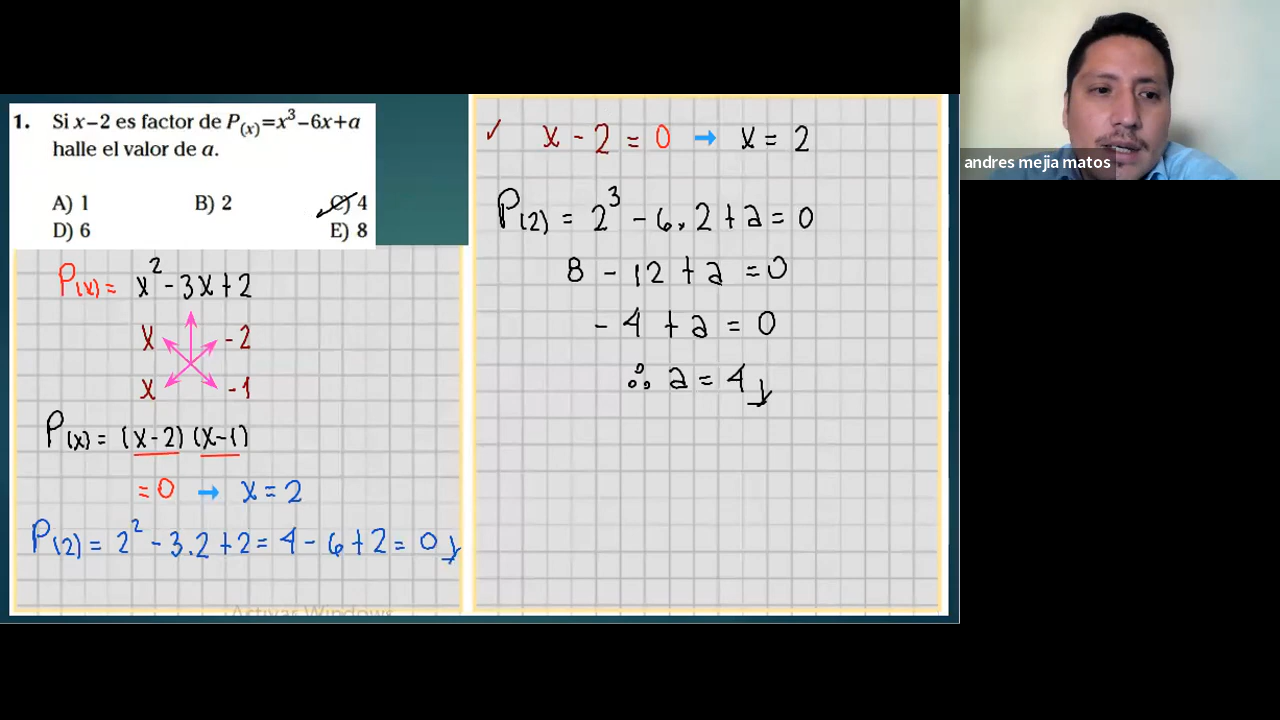 1. Si x−2 es factor de P(x)=x³−6x+a
halle el valor de a.
A) 1 B) 2 C) 4
D) 6 E) 8
P(x) = x² - 3x + 2
x - 2
x - 1
P(x) = (x-2) (x-1)
= 0 → x = 2
P(2) = 2² - 3.2 + 2 = 4 - 6 + 2 = 0
Activar Windows
✓ x - 2 = 0 → x = 2
P(2) = 2³ - 6.2 + a = 0
8 - 12 + a = 0
- 4 + a = 0
∴ a = 4
andres mejia matos